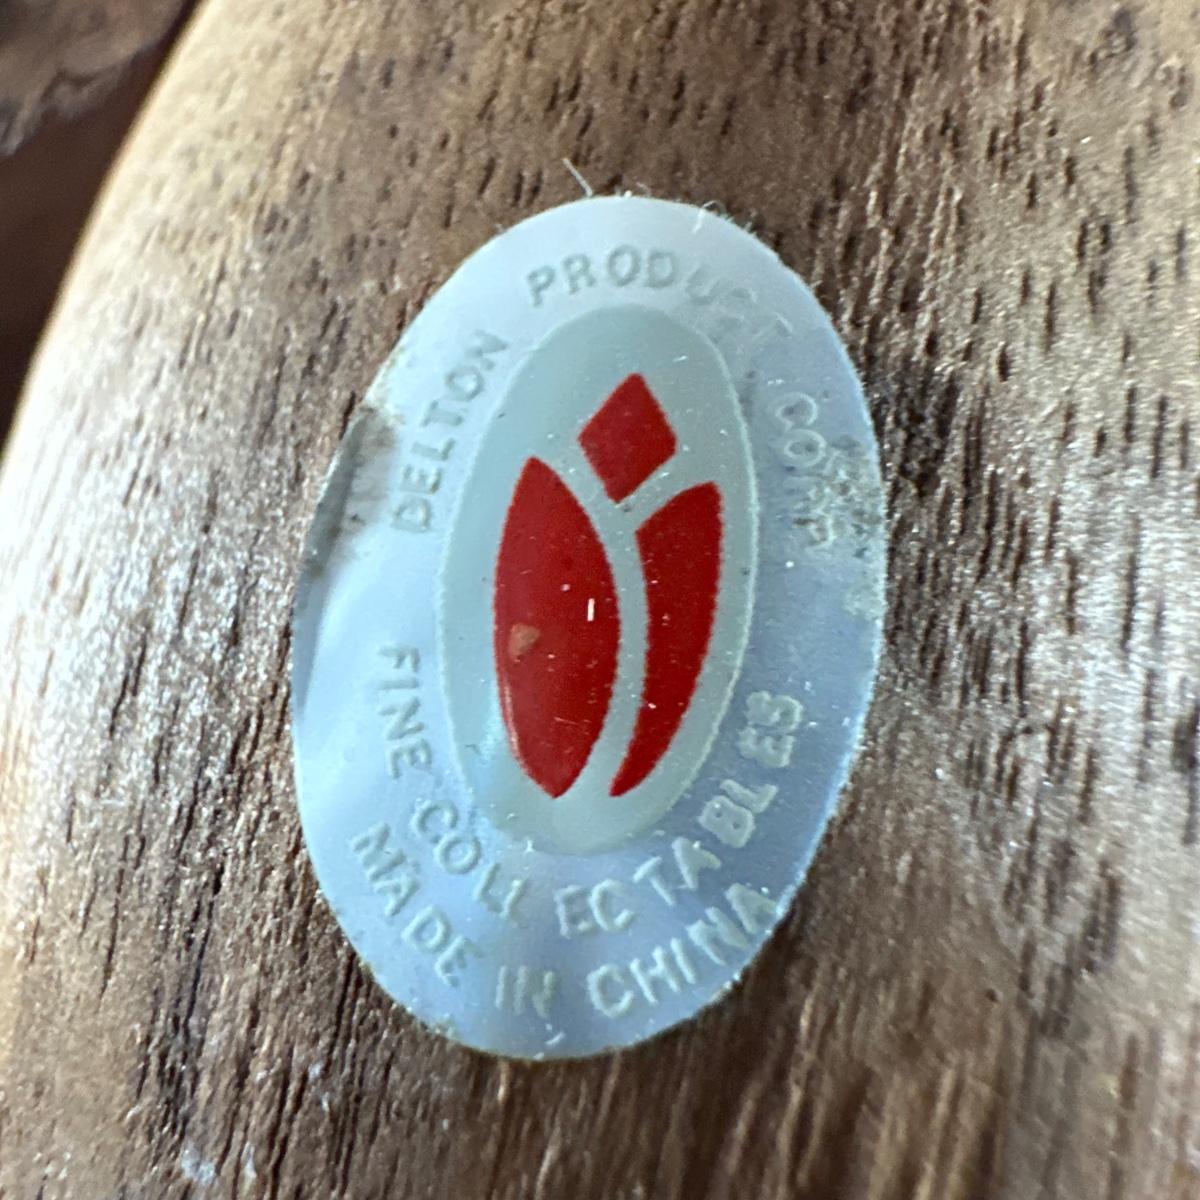 DELTON PRODUCT CORP
FINE COLLECTABLES
MADE IN CHINA